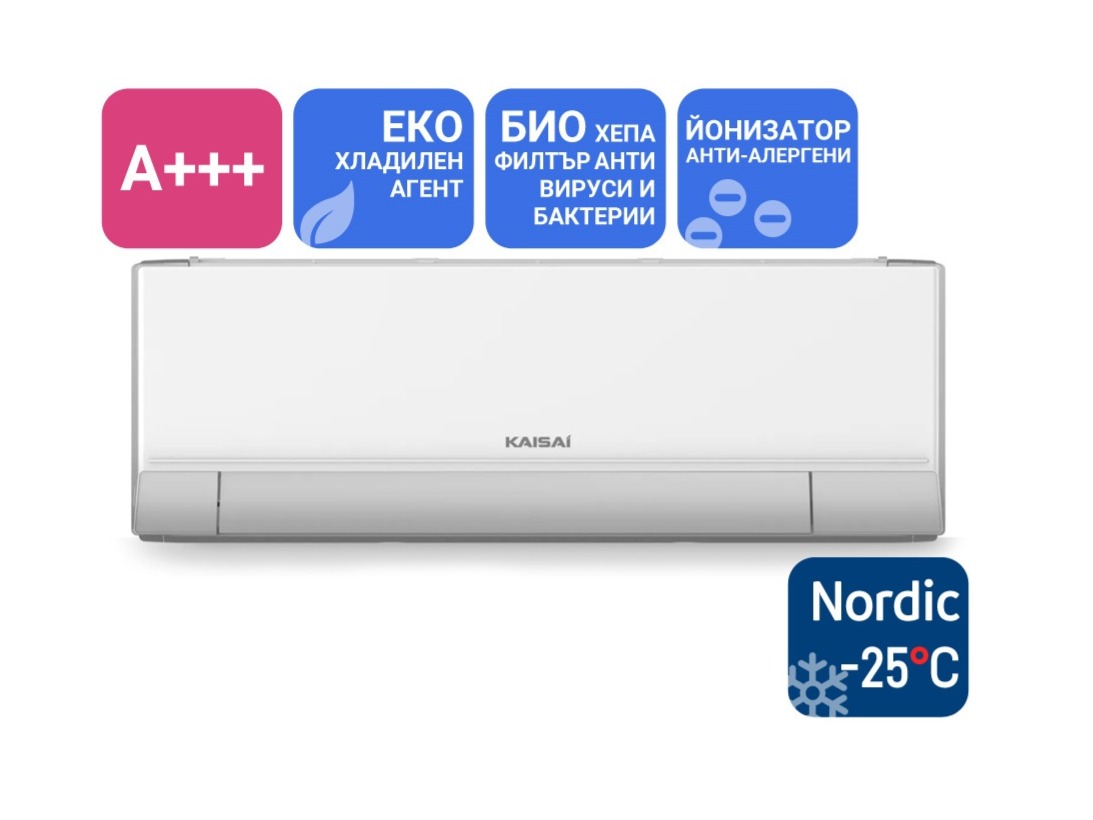 A+++
ЕКО
ХЛАДИЛЕН
АГЕНТ
БИО ХЕПА
ФИЛТЪР АНТИ
ВИРУСИ И
БАКТЕРИИ
ЙОНИЗАТОР
АНТИ-АЛЕРГЕНИ
KAISAI
Nordic
-25°C